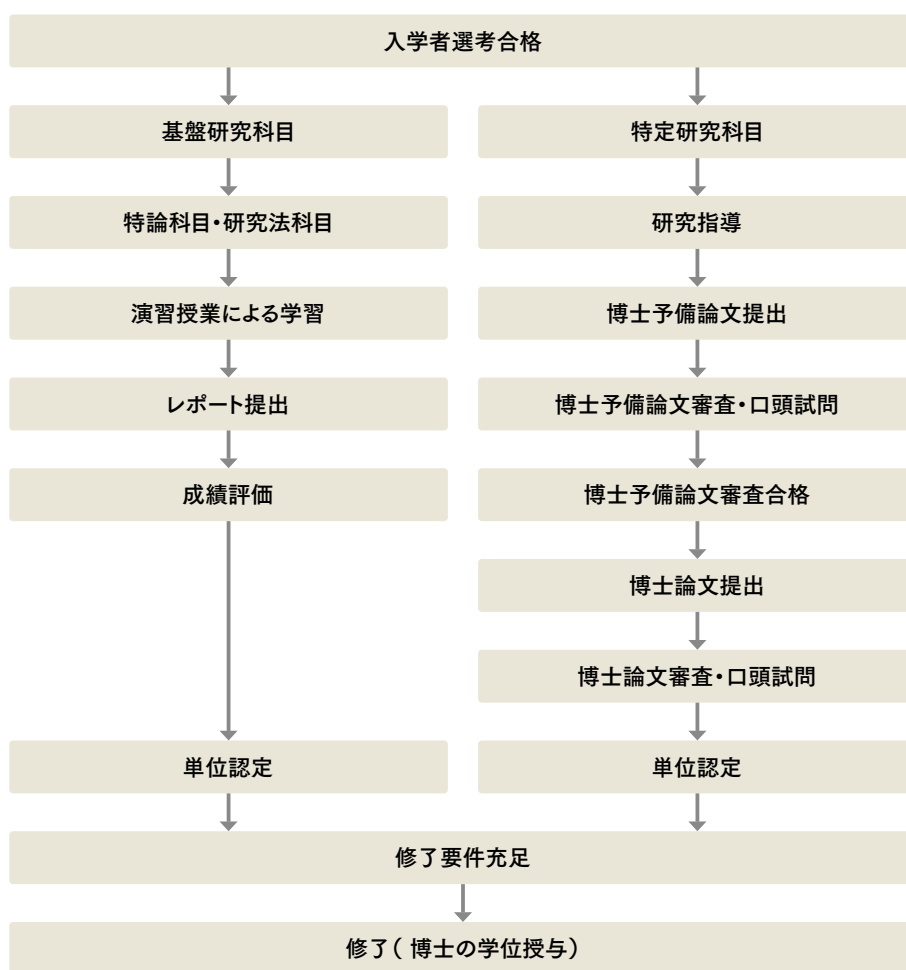 入学者選考合格
基盤研究科目
特定研究科目
特論科目・研究法科目
研究指導
演習授業による学習
博士予備論文提出
レポート提出
博士予備論文審査・口頭試問
成績評価
博士予備論文審査合格
博士論文提出
博士論文審査・口頭試問
単位認定
単位認定
修了要件充足
修了(博士の学位授与)